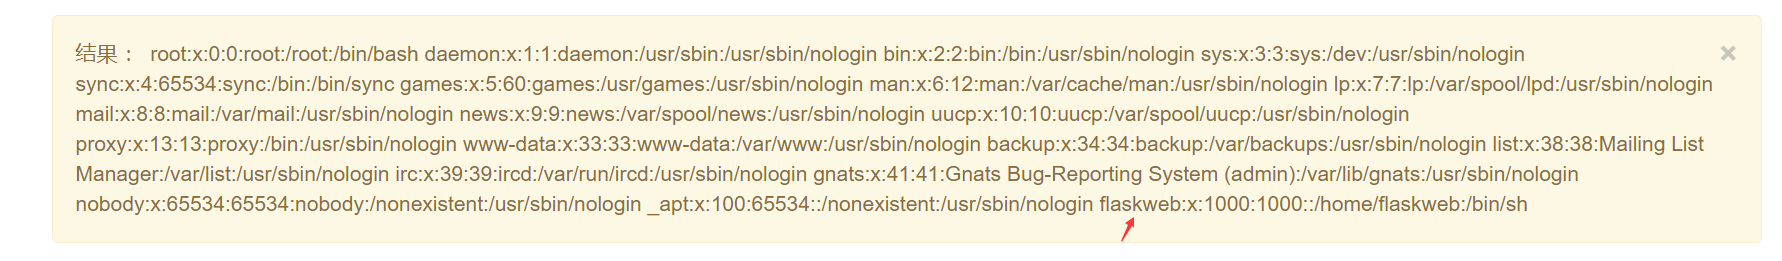 结果： root:x:0:0:root:/root:/bin/bash daemon:x:1:1:daemon:/usr/sbin:/usr/sbin/nologin bin:x:2:2:bin:/bin:/usr/sbin/nologin sys:x:3:3:sys:/dev:/usr/sbin/nologin
sync:x:4:65534:sync:/bin:/bin/sync games:x:5:60:games:/usr/games:/usr/sbin/nologin man:x:6:12:man:/var/cache/man:/usr/sbin/nologin lp:x:7:7:lp:/var/spool/lpd:/usr/sbin/nologin
mail:x:8:8:mail:/var/mail:/usr/sbin/nologin news:x:9:9:news:/var/spool/news:/usr/sbin/nologin uucp:x:10:10:uucp:/var/spool/uucp:/usr/sbin/nologin
proxy:x:13:13:proxy:/bin:/usr/sbin/nologin www-data:x:33:33:www-data:/var/www:/usr/sbin/nologin backup:x:34:34:backup:/var/backups:/usr/sbin/nologin list:x:38:38:Mailing List
Manager:/var/list:/usr/sbin/nologin irc:x:39:39:ircd:/var/run/ircd:/usr/sbin/nologin gnats:x:41:41:Gnats Bug-Reporting System (admin):/var/lib/gnats:/usr/sbin/nologin
nobody:x:65534:65534:nobody:/nonexistent:/usr/sbin/nologin _apt:x:100:65534::/nonexistent:/usr/sbin/nologin flaskweb:x:1000:1000::/home/flaskweb:/bin/sh